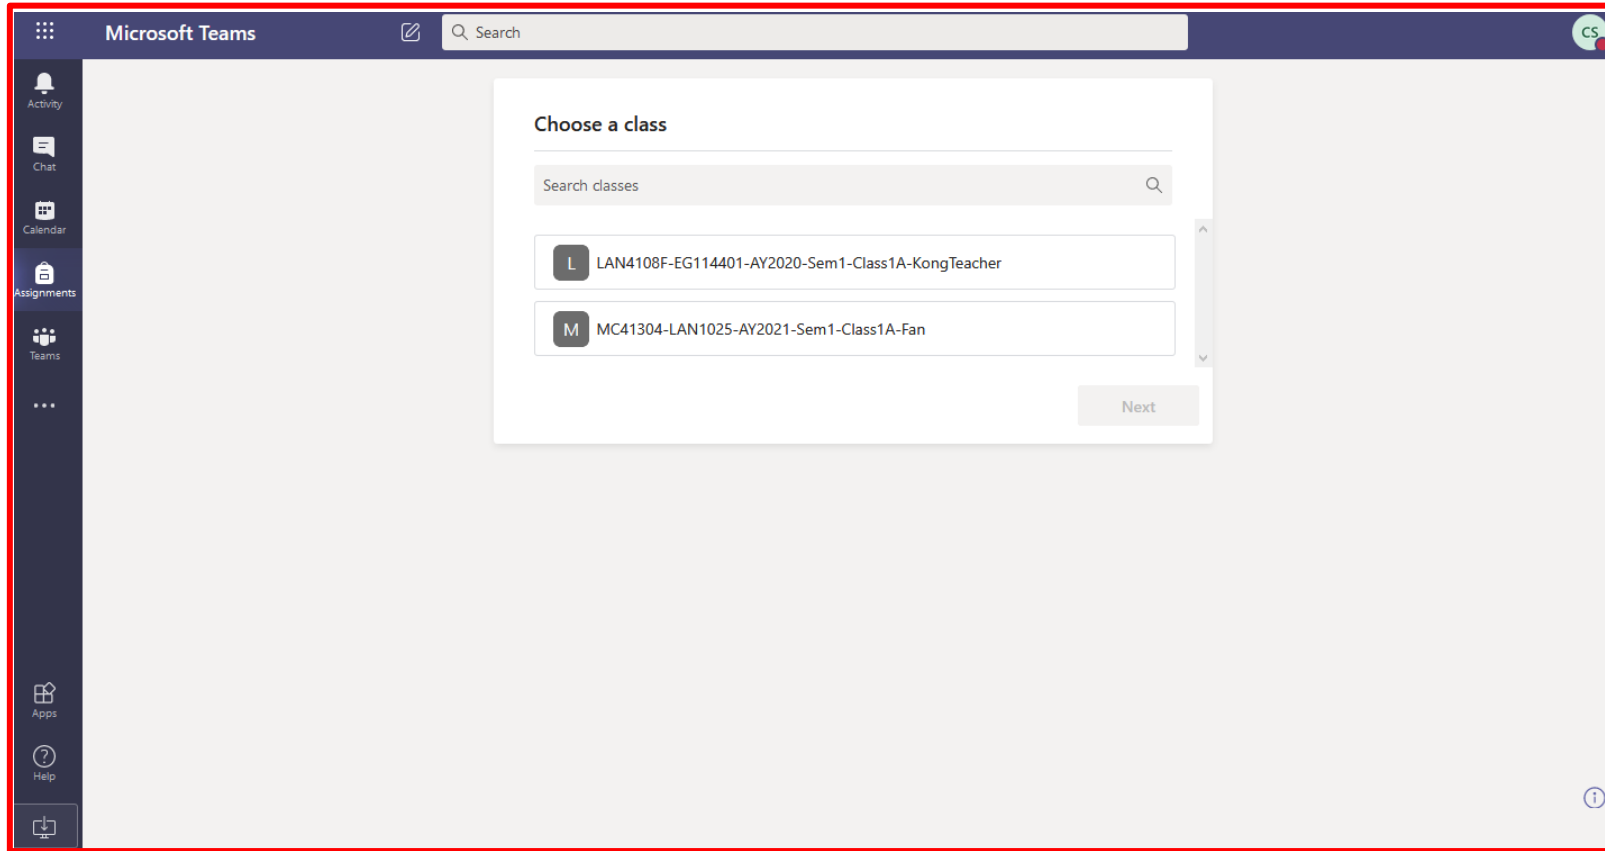 Microsoft Teams
Search
CS
Activity
Chat
Calendar
Assignments
Teams
Apps
Help
Choose a class
Search classes
L LAN4108F-EG114401-AY2020-Sem1-Class1A-KongTeacher
M MC41304-LAN1025-AY2021-Sem1-Class1A-Fan
Next